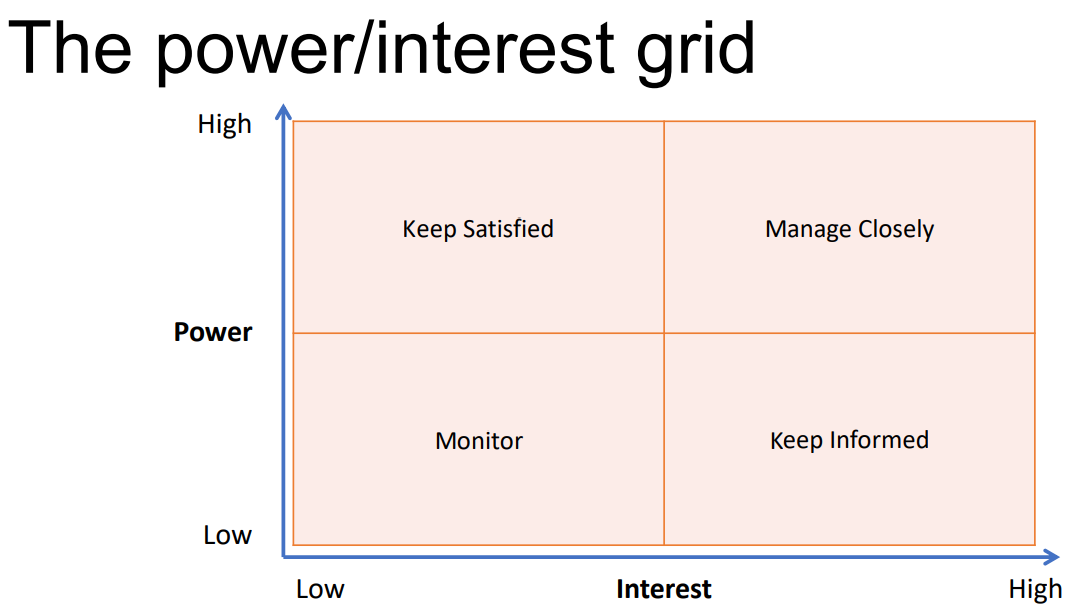 The power/interest grid
High
Keep Satisfied
Manage Closely
Power
Monitor
Keep Informed
Low
Low
Interest
High